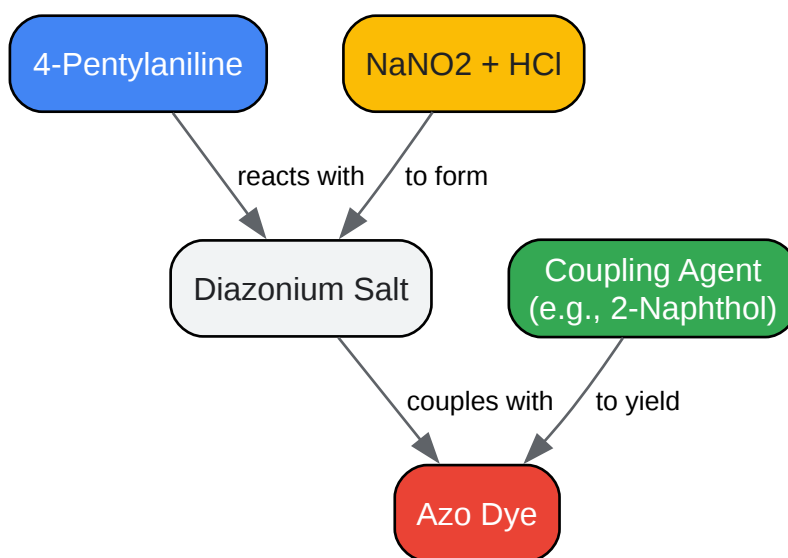 4-Pentylaniline
NaNO2 + HCl
reacts with
to form
Diazonium Salt
Coupling Agent
(e.g., 2-Naphthol)
couples with
to yield
Azo Dye